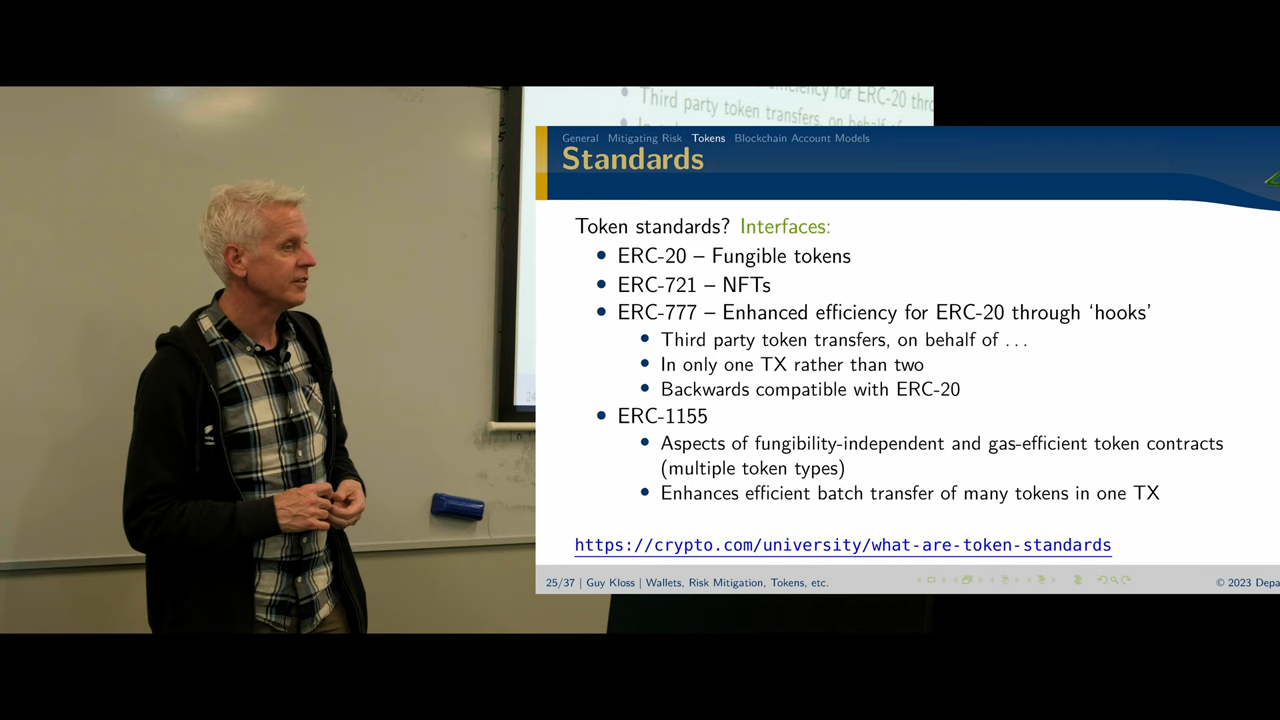 ency for ERC-20 thro
Third party token transfers, on behalf of
General Mitigating Risk Tokens Blockchain Account Models
Standards
Token standards? Interfaces:
• ERC-20 – Fungible tokens
• ERC-721 – NFTs
• ERC-777 – Enhanced efficiency for ERC-20 through ‘hooks’
• Third party token transfers, on behalf of ...
• In only one TX rather than two
• Backwards compatible with ERC-20
• ERC-1155
• Aspects of fungibility-independent and gas-efficient token contracts
(multiple token types)
• Enhances efficient batch transfer of many tokens in one TX
https://crypto.com/university/what-are-token-standards
25/37 | Guy Kloss | Wallets, Risk Mitigation, Tokens, etc.
© 2023 Depa